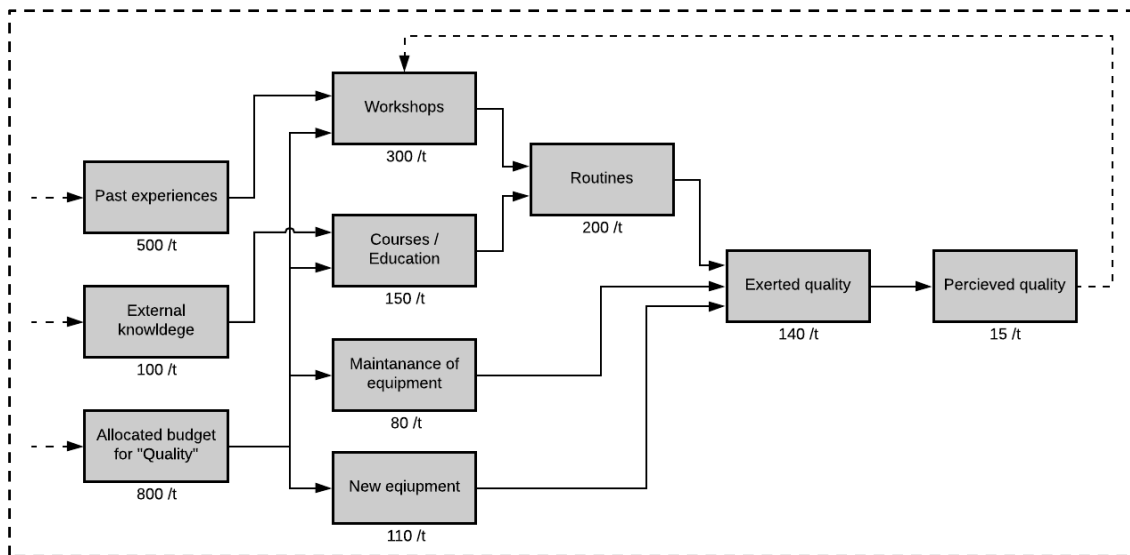 Workshops
300 /t
Past experiences
500 /t
Routines
200 /t
Courses /
Education
150 /t
External
knowldege
100 /t
Exerted quality
140 /t
Percieved quality
15 /t
Maintanance of
equipment
80 /t
Allocated budget
for "Quality"
800 /t
New eqiupment
110 /t